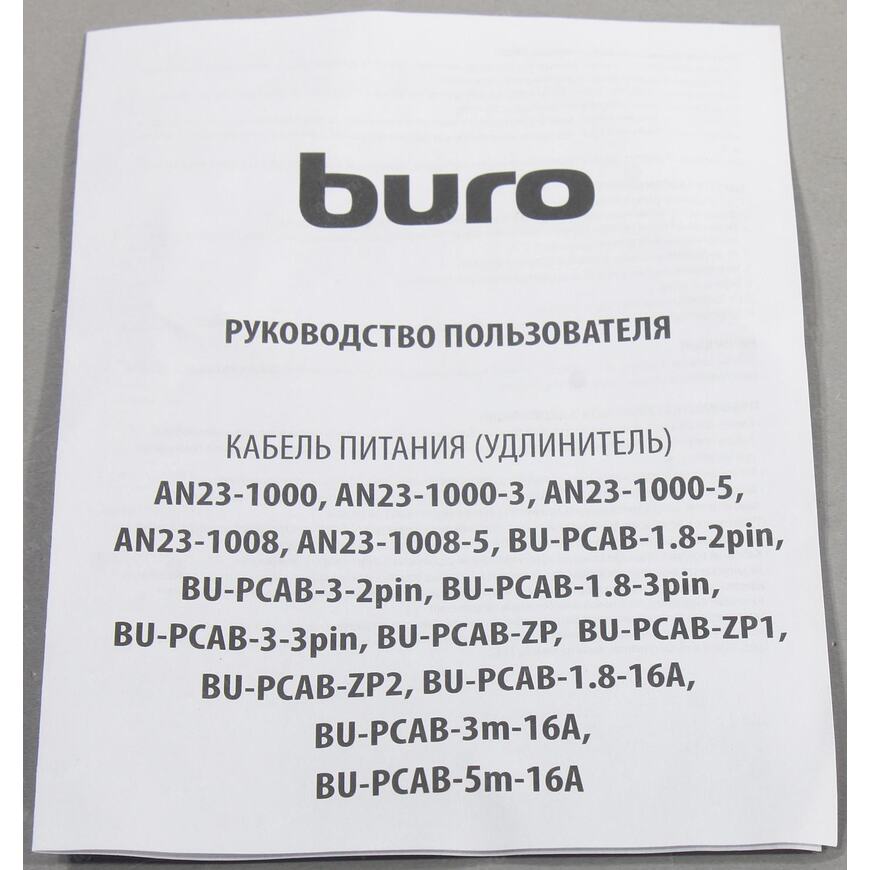 buro
РУКОВОДСТВО ПОЛЬЗОВАТЕЛЯ
КАБЕЛЬ ПИТАНИЯ (УДЛИНИТЕЛЬ)
AN23-1000, AN23-1000-3, AN23-1000-5,
AN23-1008, AN23-1008-5, BU-PCAB-1.8-2pin,
BU-PCAB-3-2pin, BU-PCAB-1.8-3pin,
BU-PCAB-3-3pin, BU-PCAB-ZP, BU-PCAB-ZP1,
BU-PCAB-ZP2, BU-PCAB-1.8-16A,
BU-PCAB-3m-16A,
BU-PCAB-5m-16A